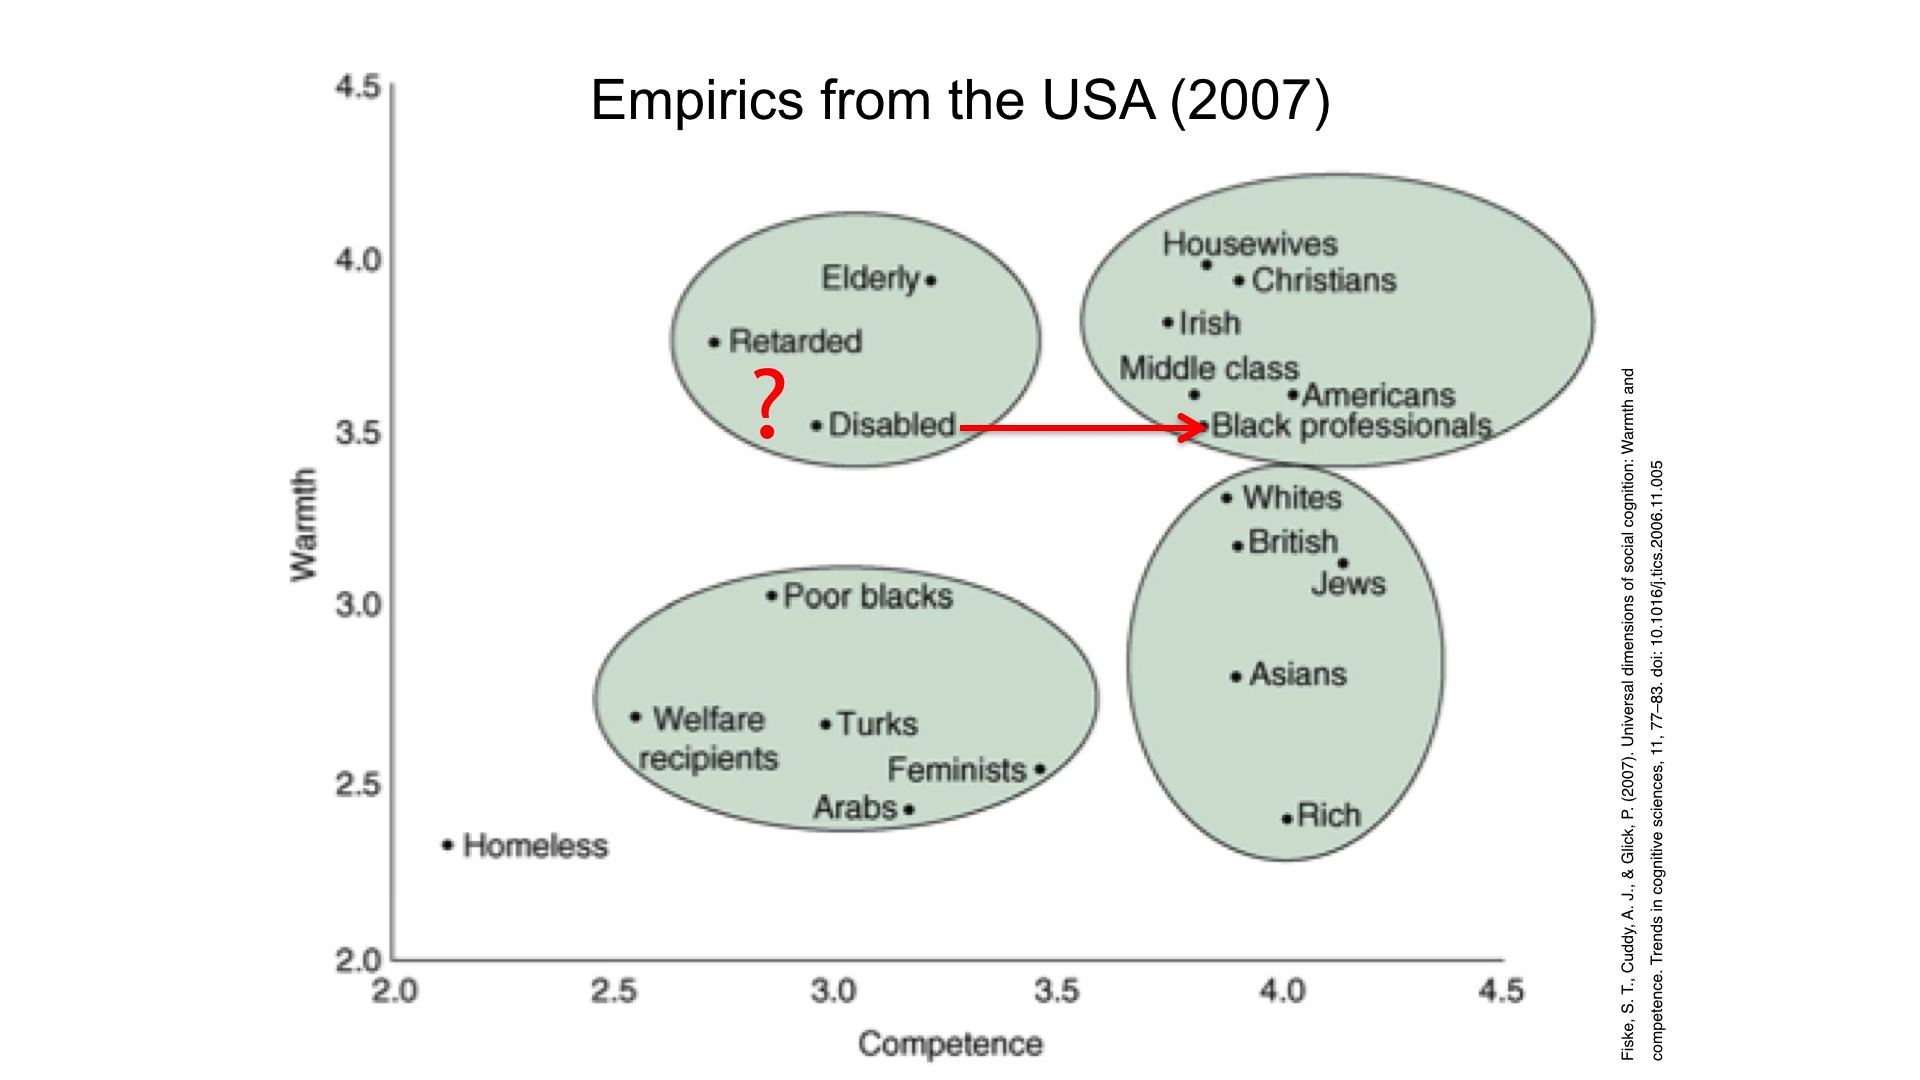 Empirics from the USA (2007)
4.5
4.0
3.5
3.0
2.5
2.0
Warmth
Housewives
Elderly
Christians
Irish
Retarded
?
Middle class
Americans
Disabled
Black professionals
Whites
British
Jews
Poor blacks
Asians
Welfare
recipients
Turks
Feminists
Arabs
Rich
Homeless
2.0 2.5 3.0 3.5 4.0 4.5
Competence
Fiske, S. T., Cuddy, A. J., & Glick, P. (2007). Universal dimensions of social cognition: Warmth and
competence. Trends in cognitive sciences, 11, 77–83. doi: 10.1016/j.tics.2006.11.005